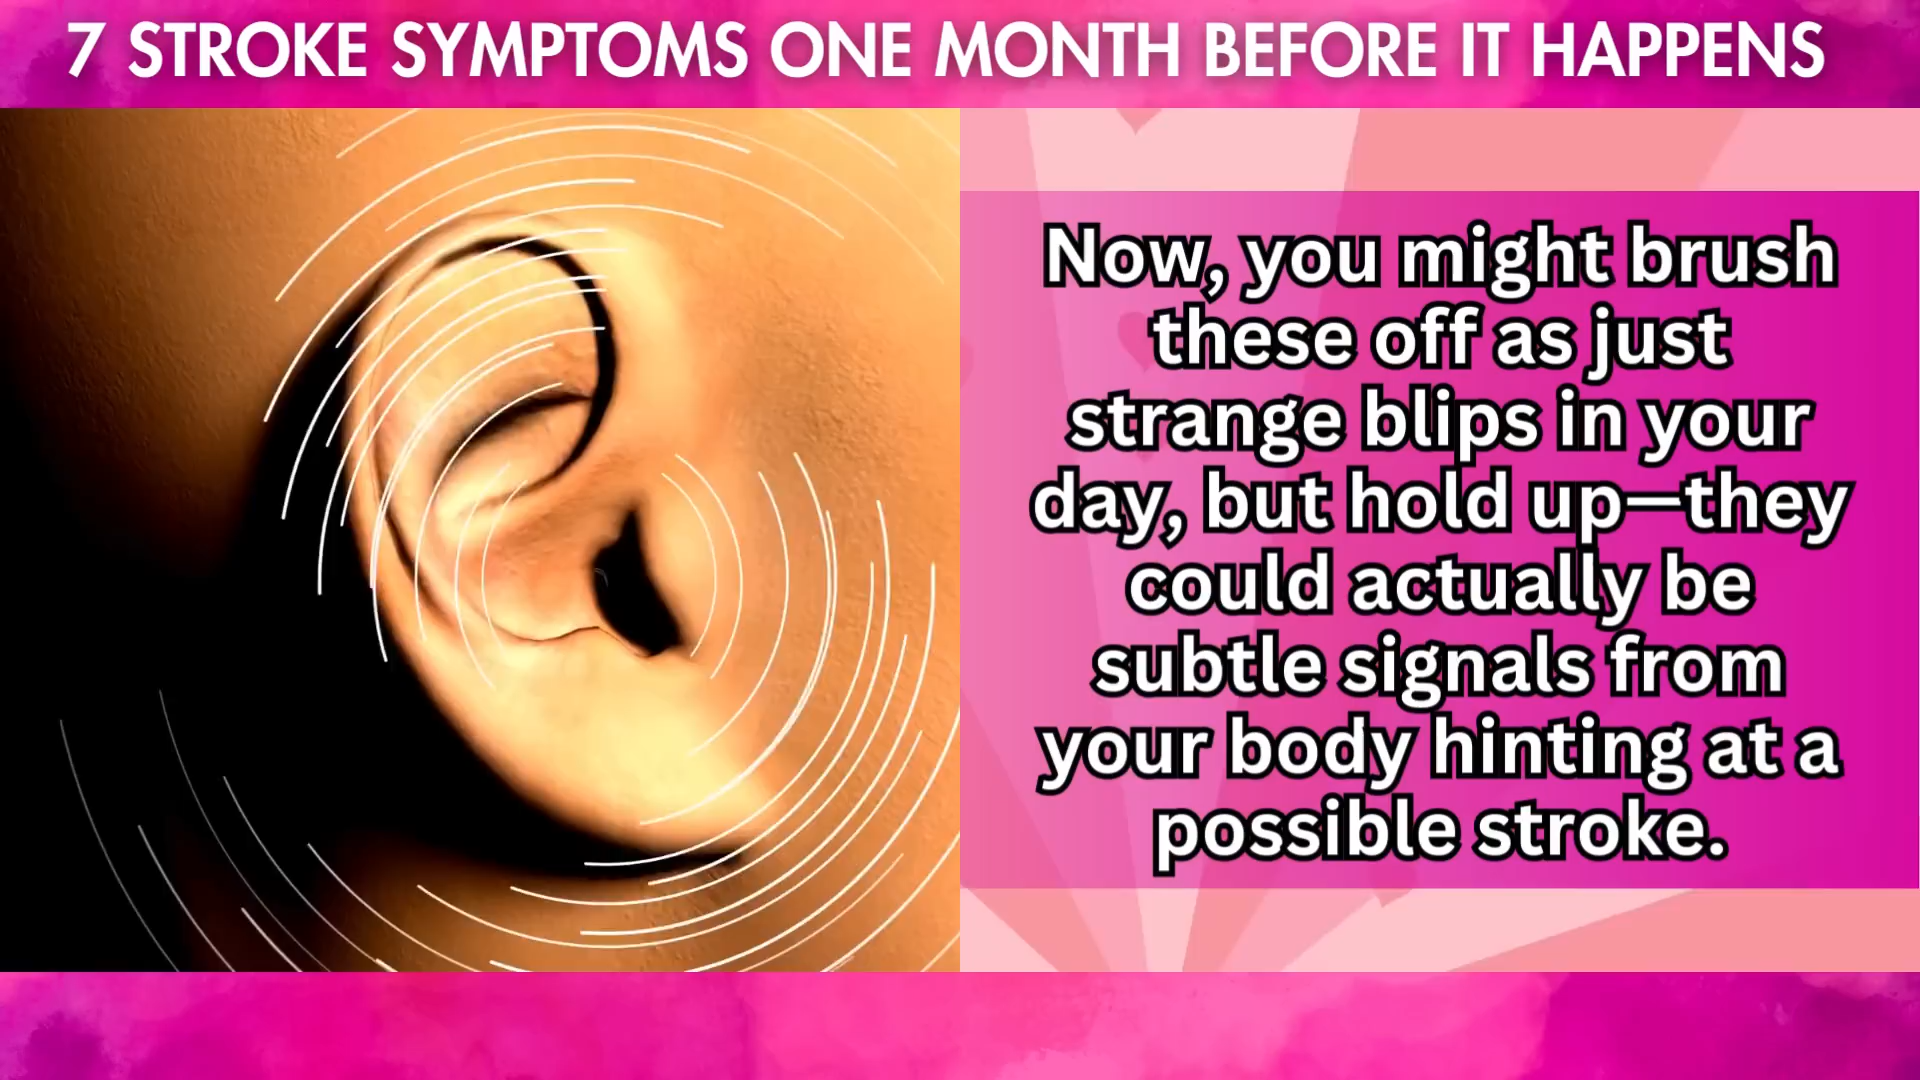 7 STROKE SYMPTOMS ONE MONTH BEFORE IT HAPPENS
Now, you might brush
these off as just
strange blips in your
day, but hold up—they
could actually be
subtle signals from
your body hinting at a
possible stroke.